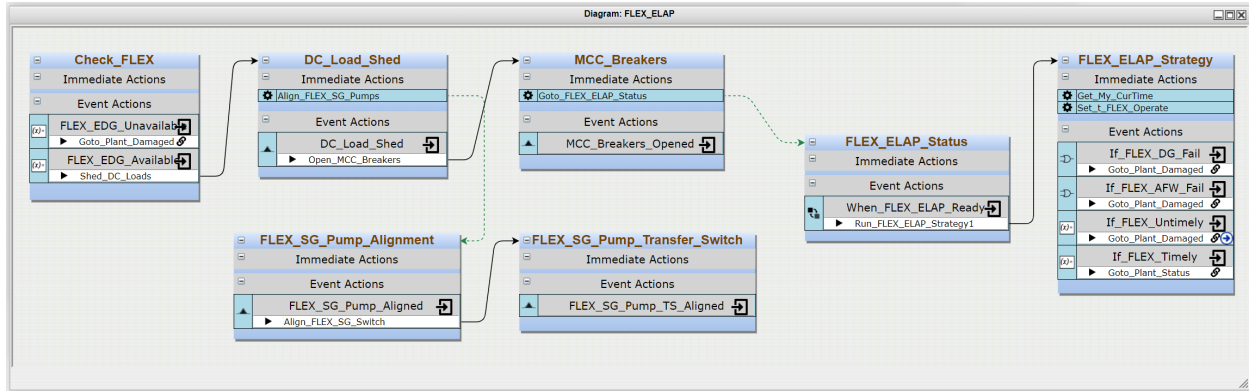 Diagram: FLEX_ELAP
Check_FLEX
Immediate Actions
Event Actions
FLEX_EDG_Unavailab
Goto_Plant_Damaged
FLEX_EDG_Available
Shed_DC_Loads
DC_Load_Shed
Immediate Actions
Align_FLEX_SG_Pumps
Event Actions
DC_Load_Shed
Open_MCC_Breakers
MCC_Breakers
Immediate Actions
Goto_FLEX_ELAP_Status
Event Actions
MCC_Breakers_Opened
FLEX_ELAP_Status
Immediate Actions
Event Actions
When_FLEX_ELAP_Ready
Run_FLEX_ELAP_Strategy1
FLEX_ELAP_Strategy
Immediate Actions
Get_My_CurTime
Set_t_FLEX_Operate
Event Actions
If_FLEX_DG_Fail
Goto_Plant_Damaged
If_FLEX_AFW_Fail
Goto_Plant_Damaged
(x)=
If_FLEX_Untimely
Goto_Plant_Damaged
(x)=
If_FLEX_Timely
Goto_Plant_Status
FLEX_SG_Pump_Alignment
Immediate Actions
Event Actions
FLEX_SG_Pump_Aligned
Align_FLEX_SG_Switch
FLEX_SG_Pump_Transfer_Switch
Immediate Actions
Event Actions
FLEX_SG_Pump_TS_Aligned